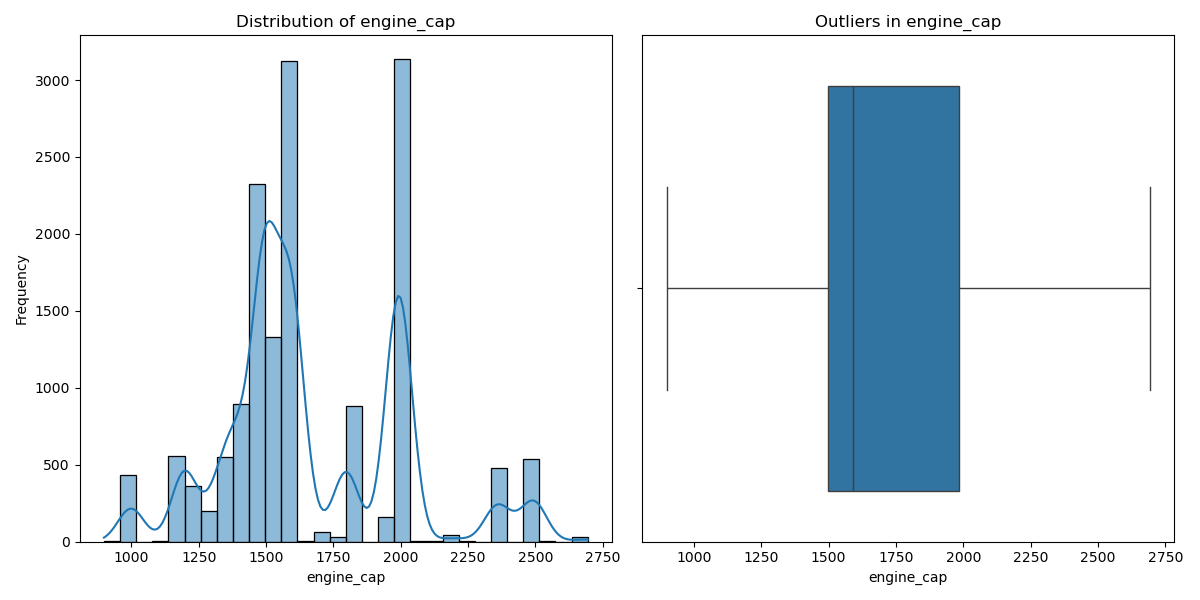 Distribution of engine_cap
Frequency
3000
2500
2000
1500
1000
500
0
1000 1250 1500 1750 2000 2250 2500 2750
engine_cap
Outliers in engine_cap
1000 1250 1500 1750 2000 2250 2500 2750
engine_cap